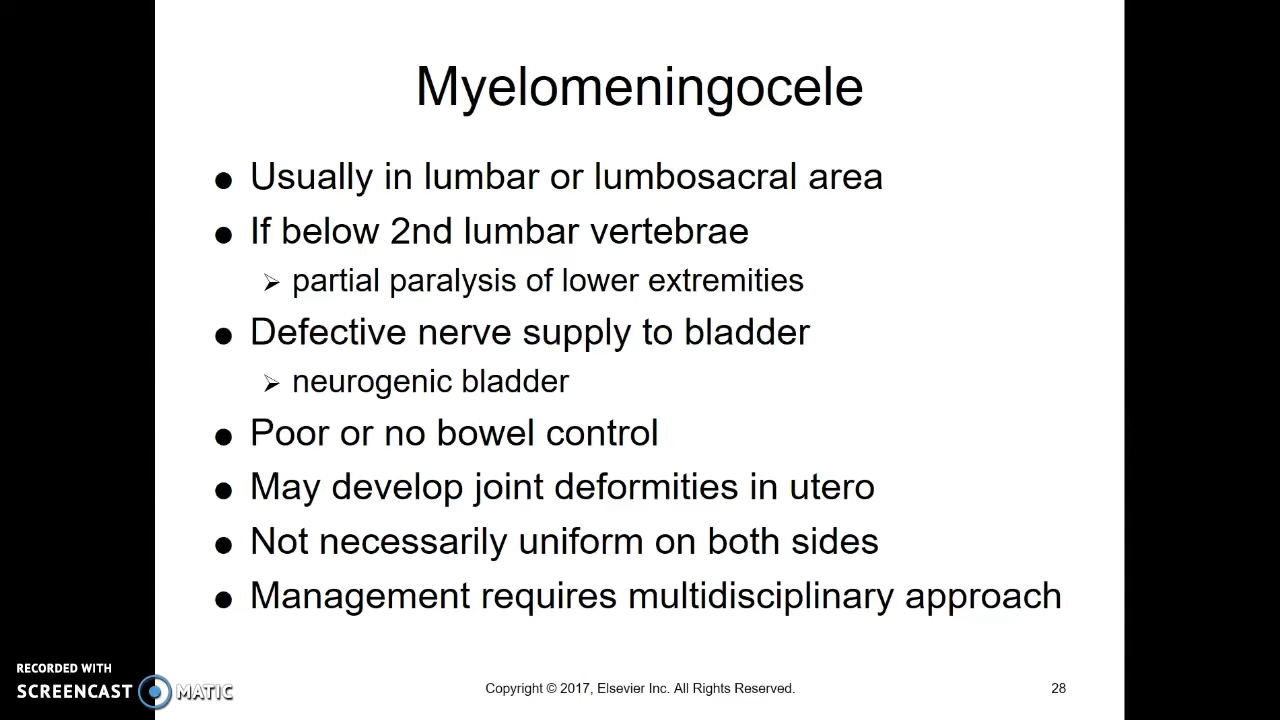 Myelomeningocele
● Usually in lumbar or lumbosacral area
● If below 2nd lumbar vertebrae
➢ partial paralysis of lower extremities
● Defective nerve supply to bladder
➢ neurogenic bladder
● Poor or no bowel control
● May develop joint deformities in utero
● Not necessarily uniform on both sides
● Management requires multidisciplinary approach
RECORDED WITH
SCREENCAST MATIC
Copyright © 2017, Elsevier Inc. All Rights Reserved.
28